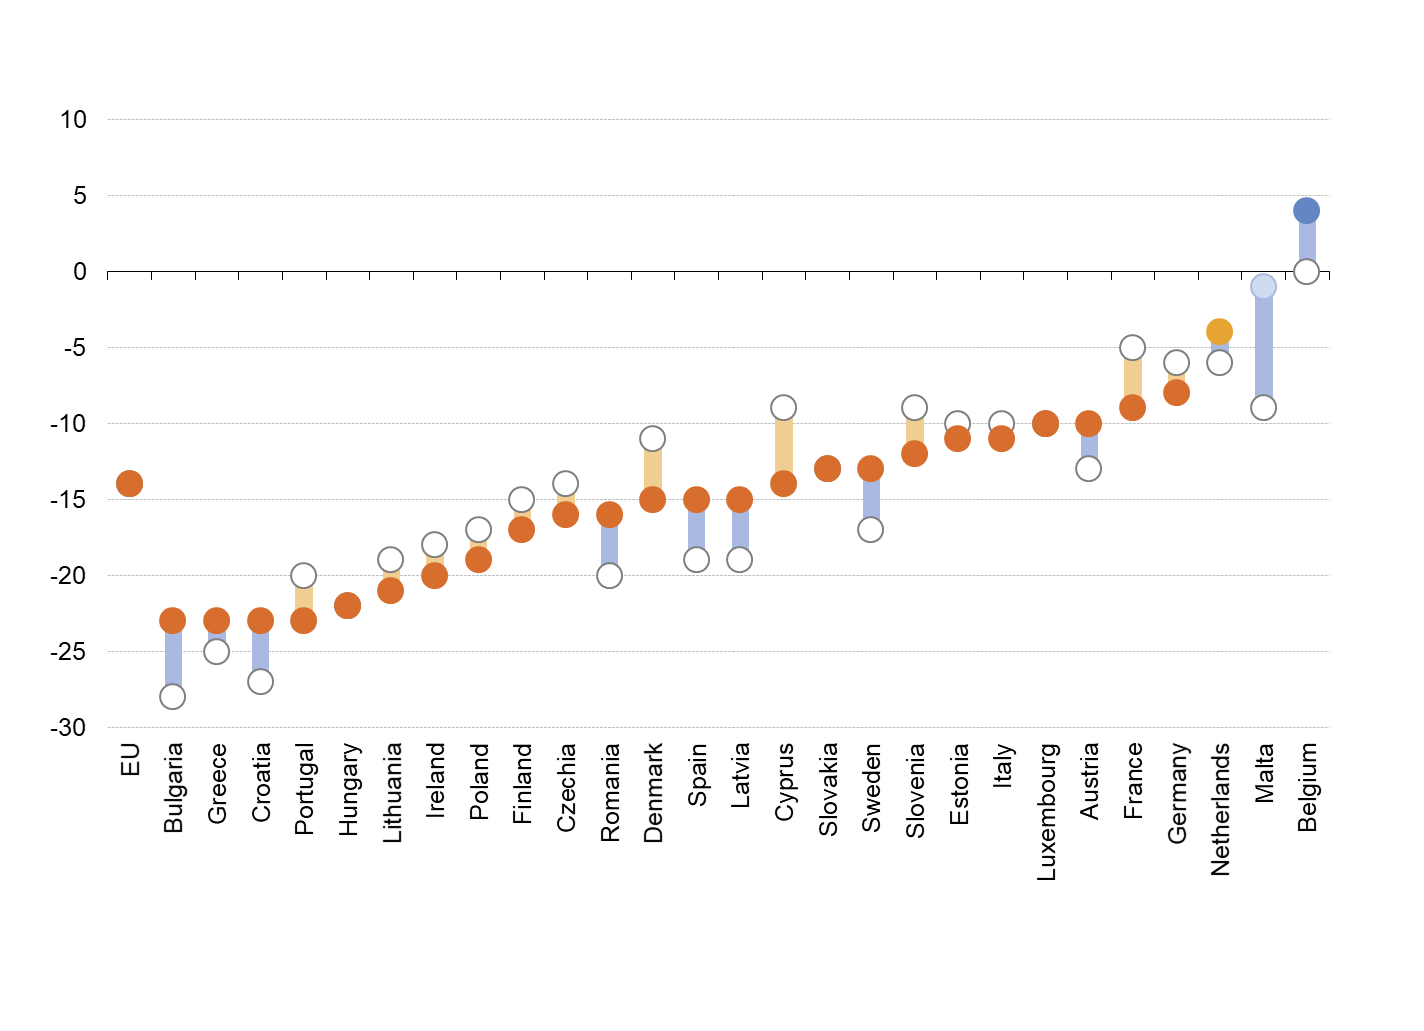 10
5
0
-5
-10
-15
-20
-25
-30
EU
Bulgaria
Greece
Croatia
Portugal
Hungary
Lithuania
Ireland
Poland
Finland
Czechia
Romania
Denmark
Spain
Latvia
Cyprus
Slovakia
Sweden
Slovenia
Estonia
Italy
Luxembourg
Austria
France
Germany
Netherlands
Malta
Belgium